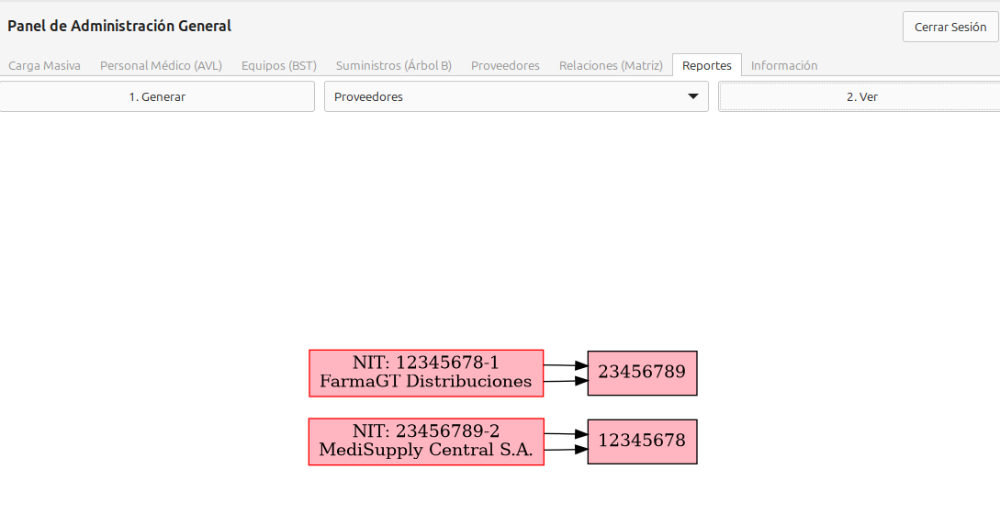 Panel de Administración General
Cerrar Sesión
Carga Masiva
Personal Médico (AVL)
Equipos (BST)
Suministros (Árbol B)
Proveedores
Relaciones (Matriz)
Reportes
Información
1. Generar
Proveedores
2. Ver
NIT: 12345678-1
FarmaGT Distribuciones
23456789
NIT: 23456789-2
MediSupply Central S.A.
12345678